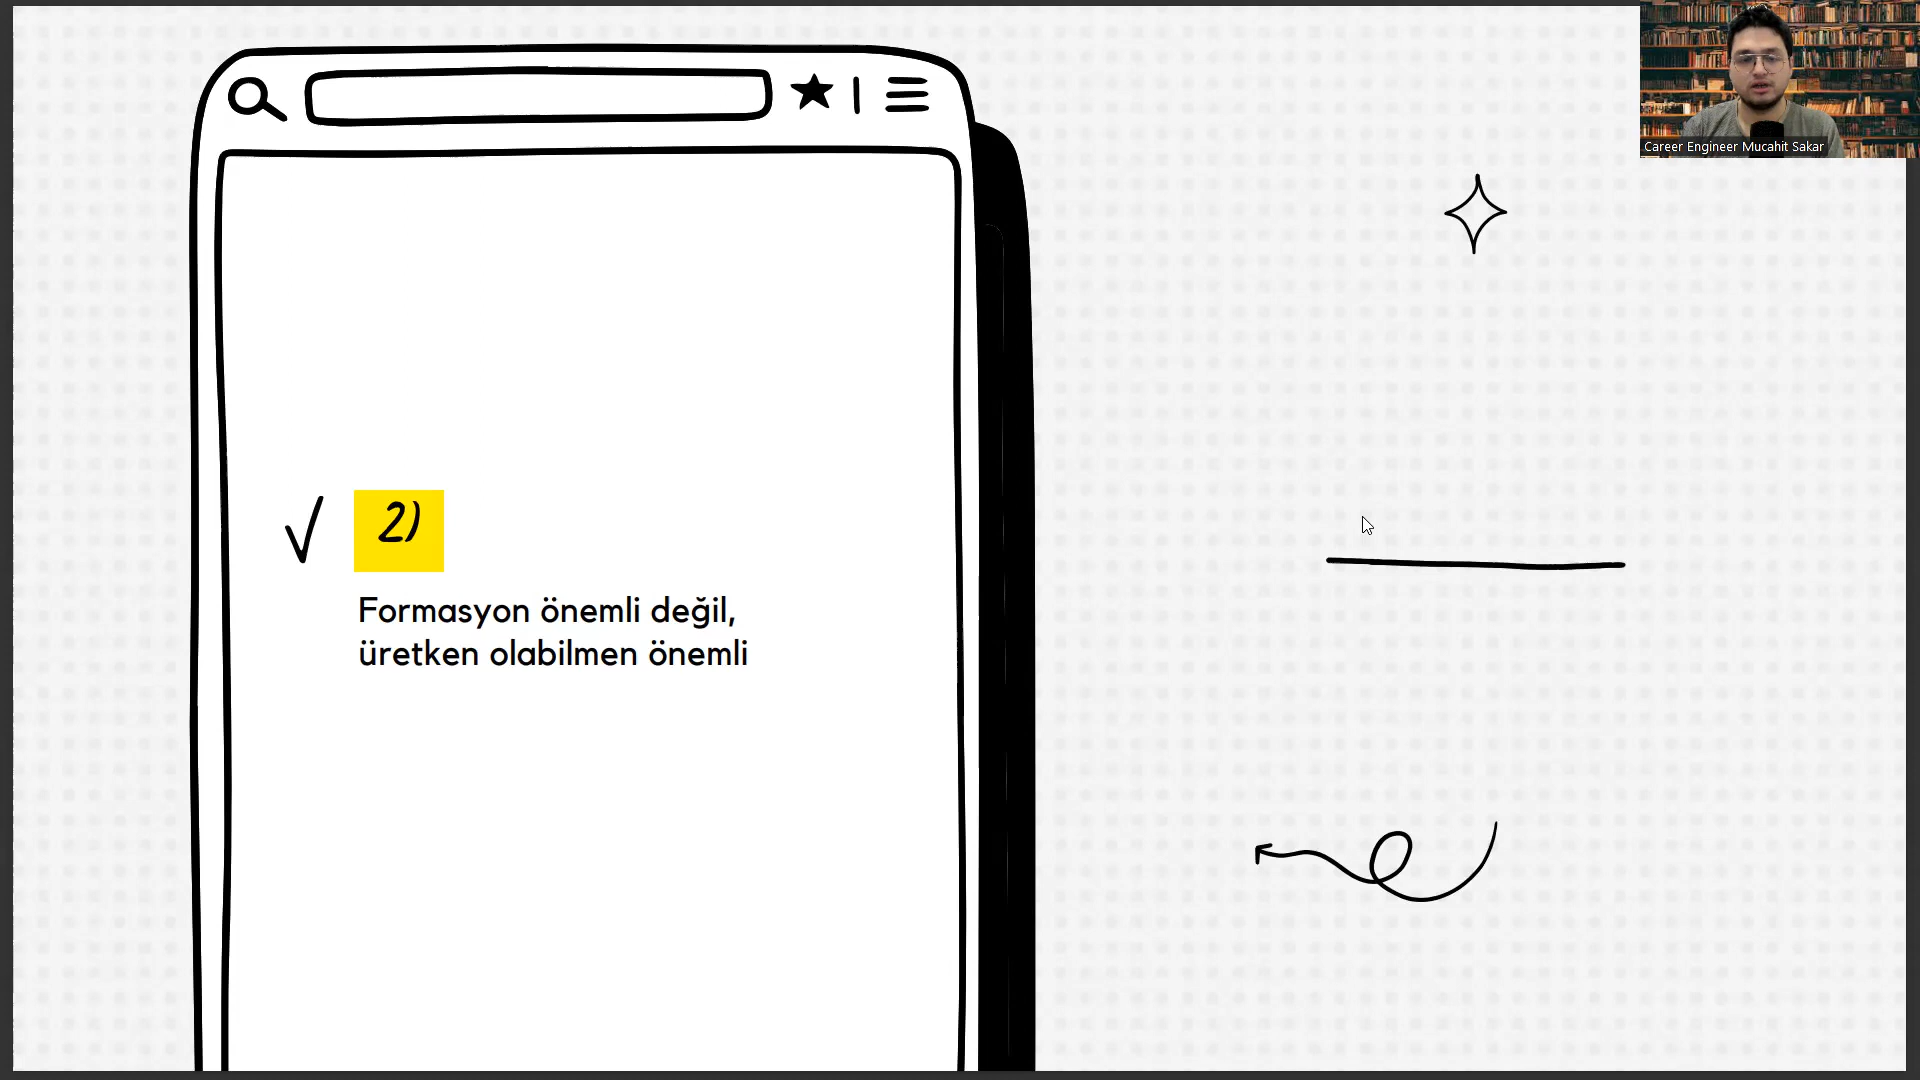 Career Engineer Mucahit Sakar
2)
Formasyon önemli değil,
üretken olabilmen önemli